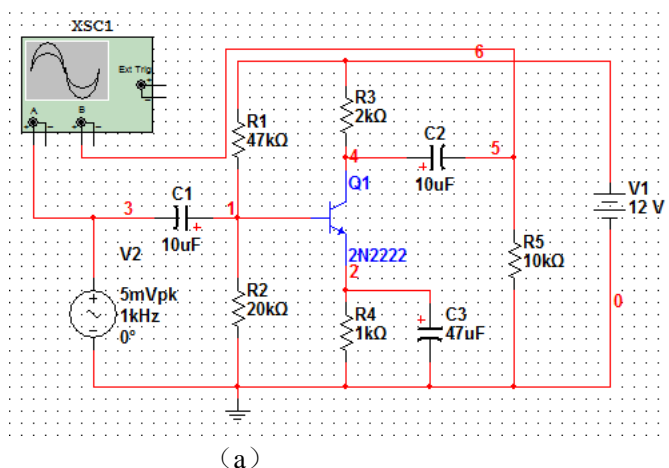 XSC1
Ext Trig
+
-
A
B
+ - + -
6
R3
2kΩ
R1
47kΩ
C2
5
4
+
10uF
Q1
V1
12 V
C1
3
1
+
10uF
2N2222
R5
10kΩ
V2
2
0
5mVpk
1kHz
0°
R2
20kΩ
R4
1kΩ
+
C3
47uF
（a）